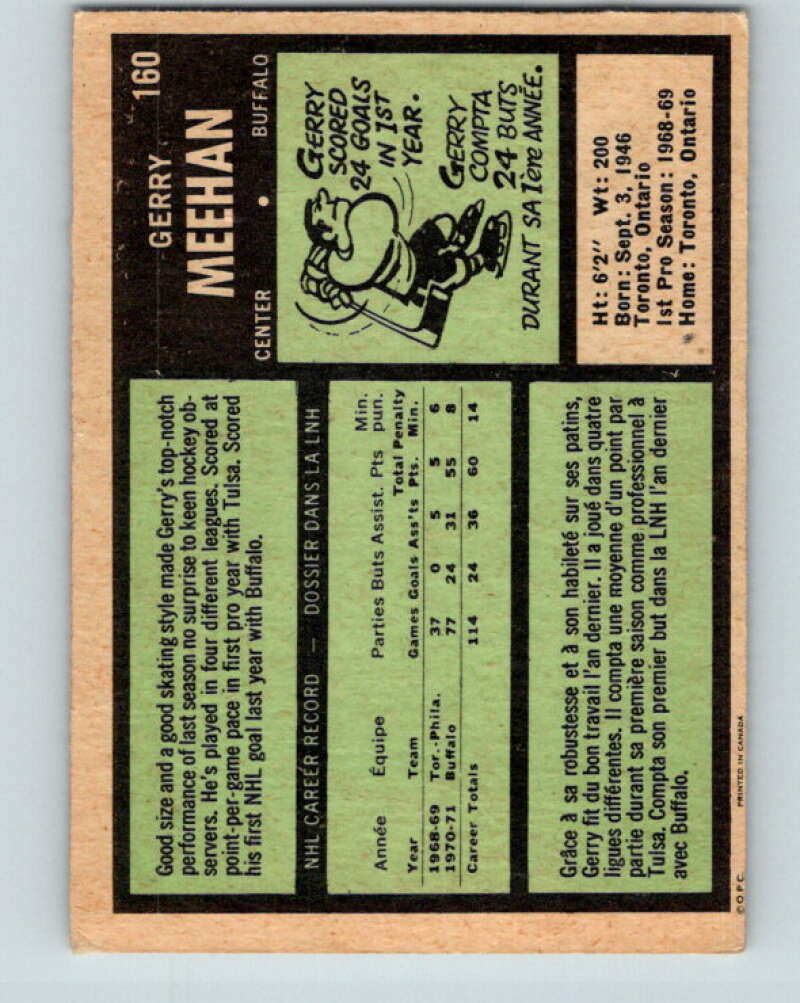 GERRY 160
MEEHAN
CENTER • BUFFALO
Good size and a good skating style made Gerry's top-notch
performance of last season no surprise to keen hockey ob-
servers. He's played in four different leagues. Scored at
point-per-game pace in first pro year with Tulsa. Scored
his first NHL goal last year with Buffalo.
GERRY
SCORED
24 GOALS
IN 1ST
YEAR.
GERRY
COMPTA
24 BUTS
DURANT SA 1ère ANNÉE.
NHL CAREER RECORD — DOSSIER DANS LA LNH
Année Équipe Parties Buts Assist. Pts Min. pun.
Total Penalty
Year Team Games Goals Ass'ts Pts. Min.
1968-69 Tor.-Phila. 37 0 5 5 6
1970-71 Buffalo 77 24 31 55 8
Career Totals 114 24 36 60 14
Ht: 6'2" Wt: 200
Born: Sept. 3, 1946
Toronto, Ontario
1st Pro Season: 1968-69
Home: Toronto, Ontario
Grâce à sa robustesse et à son habileté sur ses patins,
Gerry fit du bon travail l'an dernier. Il a joué dans quatre
ligues différentes. Il compta une moyenne d'un point par
partie durant sa première saison comme professionnel à
Tulsa. Compta son premier but dans la LNH l'an dernier
avec Buffalo.
© O.P.C. PRINTED IN CANADA